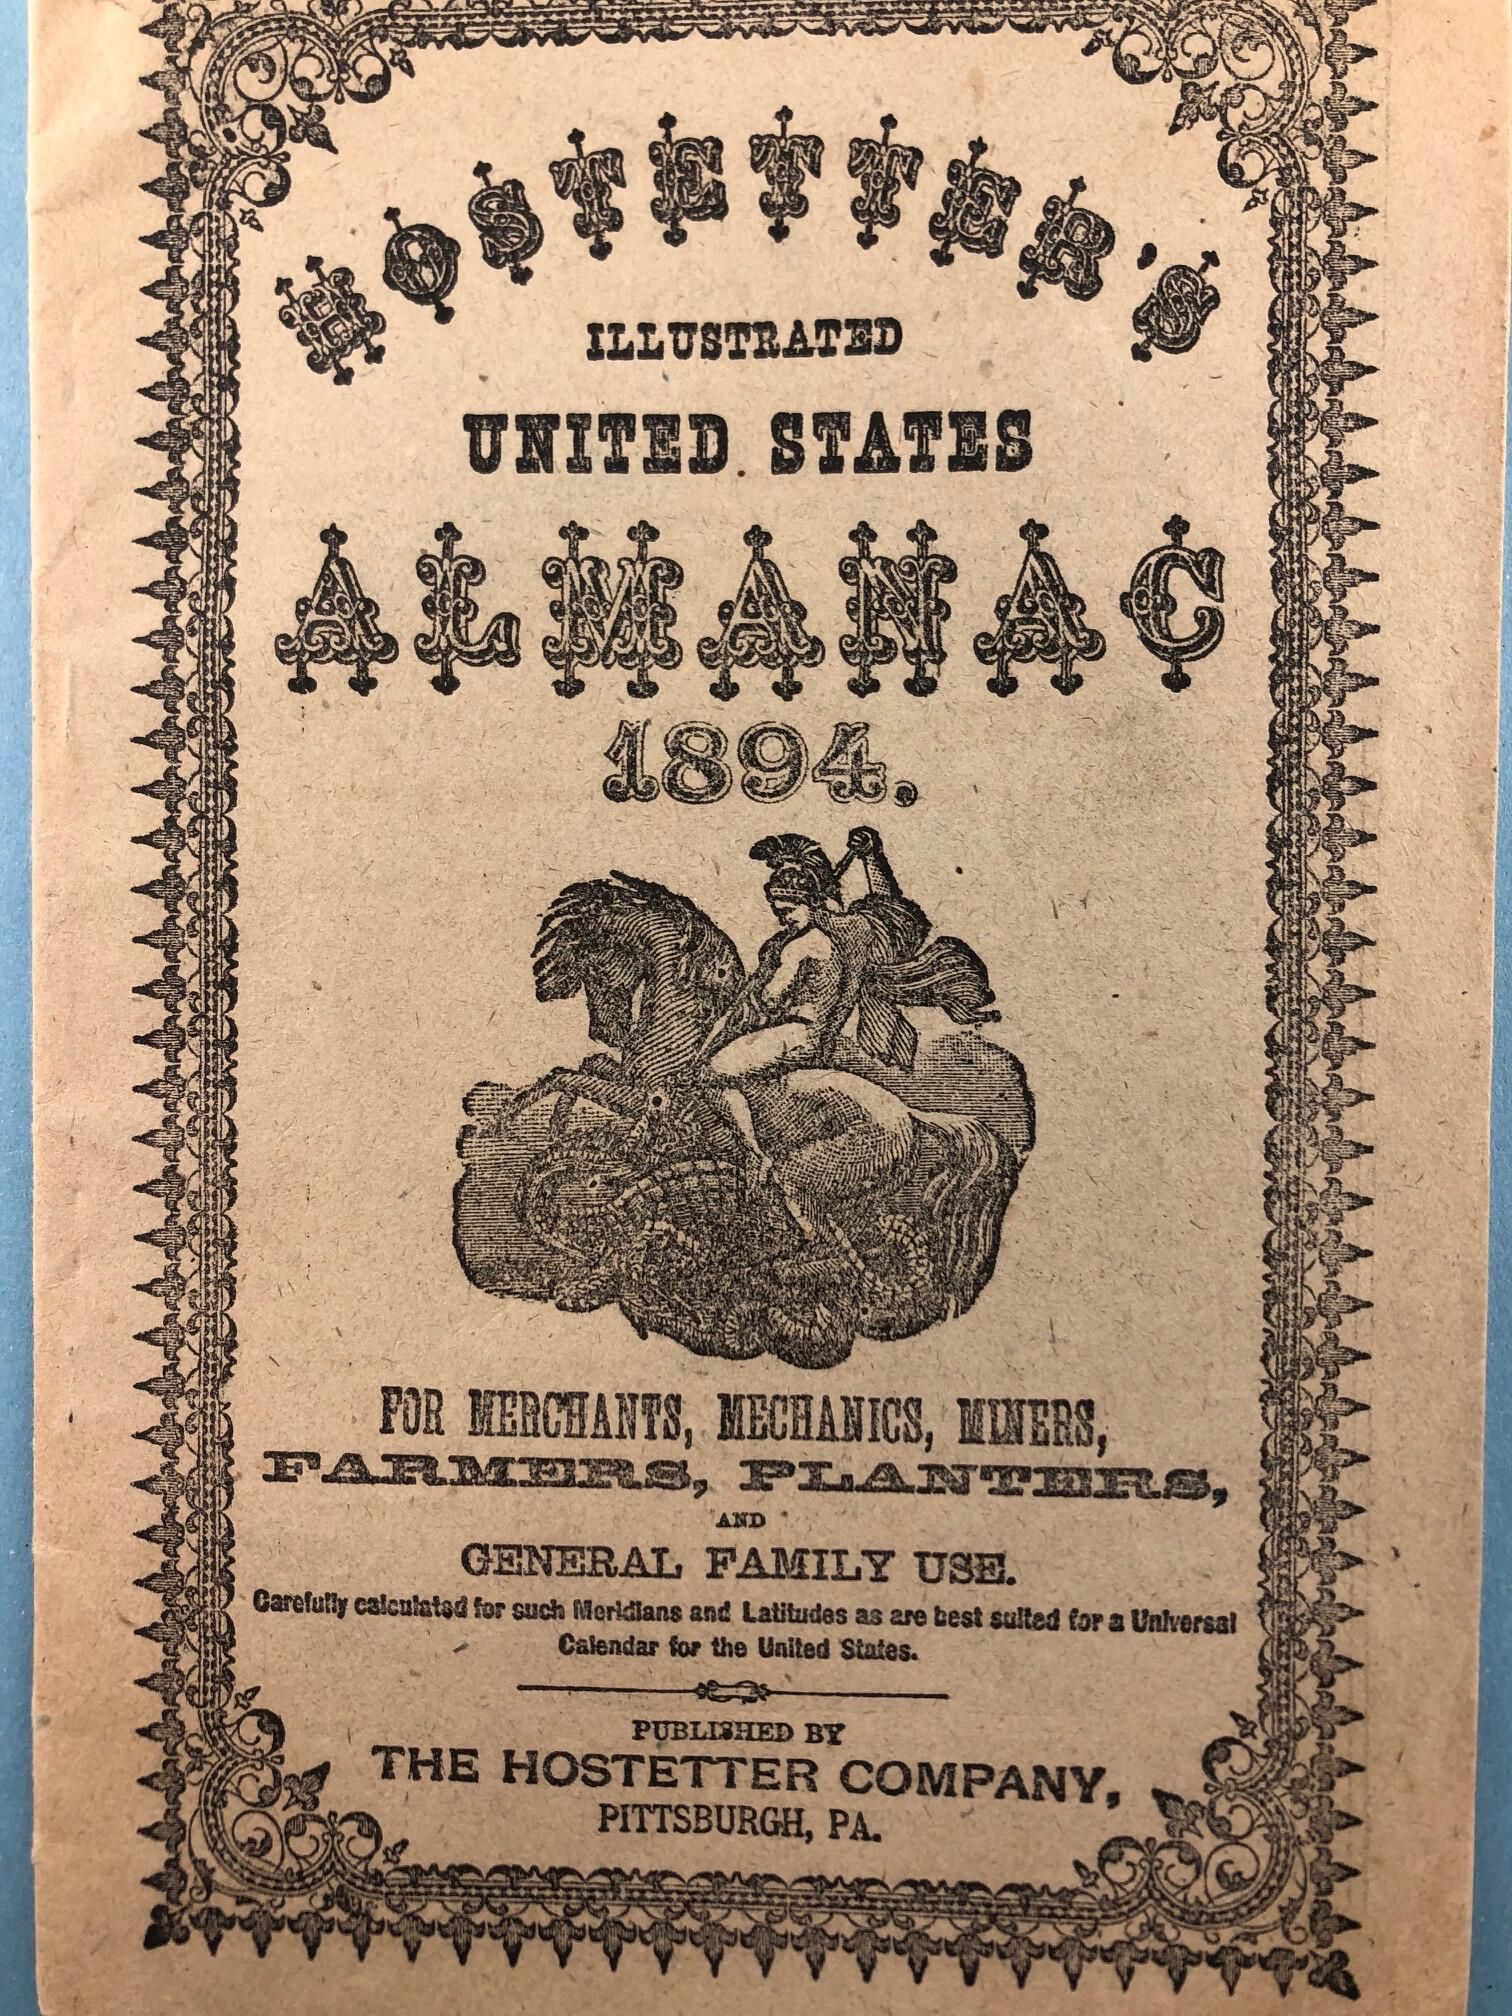 HOSTETTER'S
ILLUSTRATED
UNITED STATES
ALMANAC
1894.
FOR MERCHANTS, MECHANICS, MINERS,
FARMERS, PLANTERS,
AND
GENERAL FAMILY USE.
Carefully calculated for such Meridians and Latitudes as are best suited for a Universal
Calendar for the United States.
PUBLISHED BY
THE HOSTETTER COMPANY,
PITTSBURGH, PA.